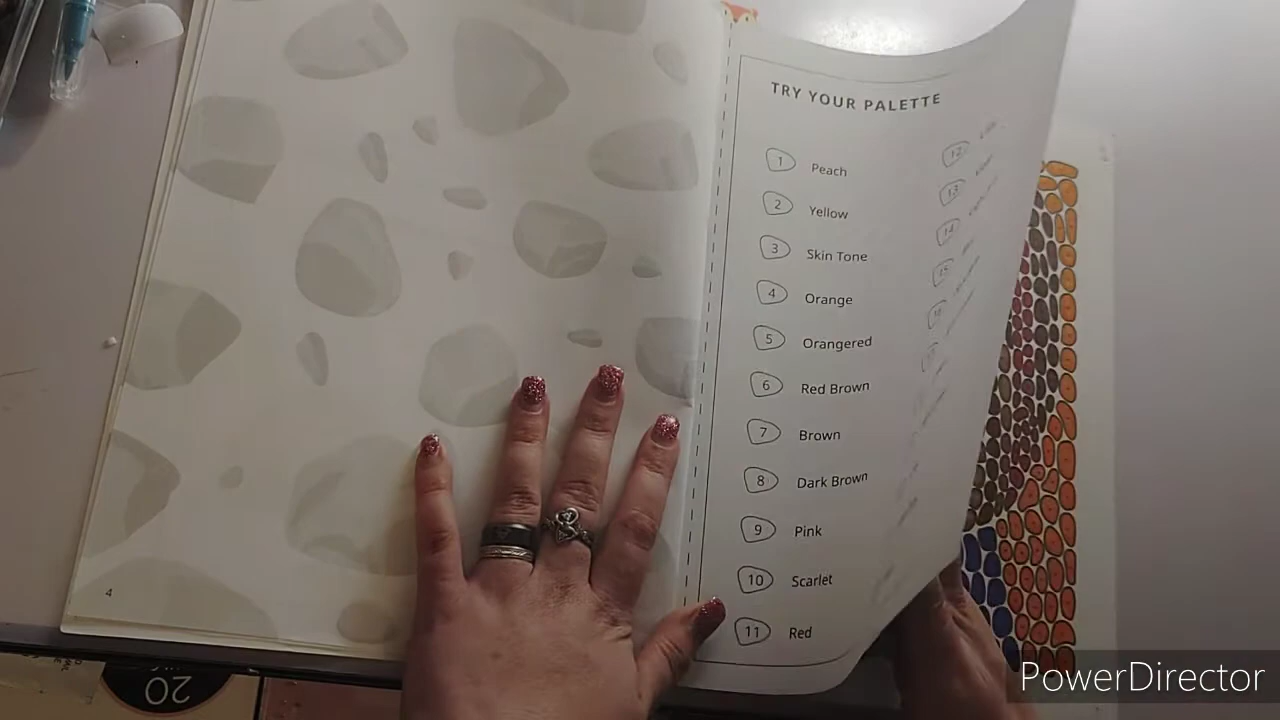 TRY YOUR PALETTE
1 Peach
2 Yellow
3 Skin Tone
4 Orange
5 Orangered
6 Red Brown
7 Brown
8 Dark Brown
9 Pink
10 Scarlet
11 Red
12
13
14
15
4
20
PowerDirector